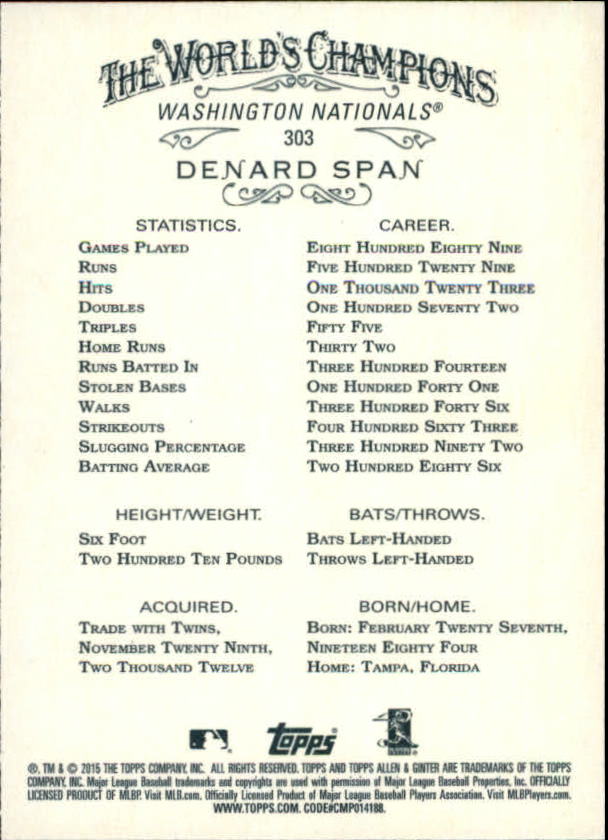 THE WORLD'S CHAMPIONS
WASHINGTON NATIONALS®
303
DENARD SPAN
STATISTICS. CAREER.
GAMES PLAYED EIGHT HUNDRED EIGHTY NINE
RUNS FIVE HUNDRED TWENTY NINE
HITS ONE THOUSAND TWENTY THREE
DOUBLES ONE HUNDRED SEVENTY TWO
TRIPLES FIFTY FIVE
HOME RUNS THIRTY TWO
RUNS BATTED IN THREE HUNDRED FOURTEEN
STOLEN BASES ONE HUNDRED FORTY ONE
WALKS THREE HUNDRED FORTY SIX
STRIKEOUTS FOUR HUNDRED SIXTY THREE
SLUGGING PERCENTAGE THREE HUNDRED NINETY TWO
BATTING AVERAGE TWO HUNDRED EIGHTY SIX
HEIGHT/WEIGHT. BATS/THROWS.
SIX FOOT BATS LEFT-HANDED
TWO HUNDRED TEN POUNDS THROWS LEFT-HANDED
ACQUIRED. BORN/HOME.
TRADE WITH TWINS, BORN: FEBRUARY TWENTY SEVENTH,
NOVEMBER TWENTY NINTH, NINETEEN EIGHTY FOUR
TWO THOUSAND TWELVE HOME: TAMPA, FLORIDA
Topps
®, TM & © 2015 THE TOPPS COMPANY, INC. ALL RIGHTS RESERVED. TOPPS AND TOPPS ALLEN & GINTER ARE TRADEMARKS OF THE TOPPS
COMPANY, INC. Major League Baseball trademarks and copyrights are used with permission of Major League Baseball Properties, Inc. OFFICIALLY
LICENSED PRODUCT OF MLBP. Visit MLB.com. Officially Licensed Product of Major League Baseball Players Association. Visit MLBPlayers.com.
WWW.TOPPS.COM. CODE#CMP014188.